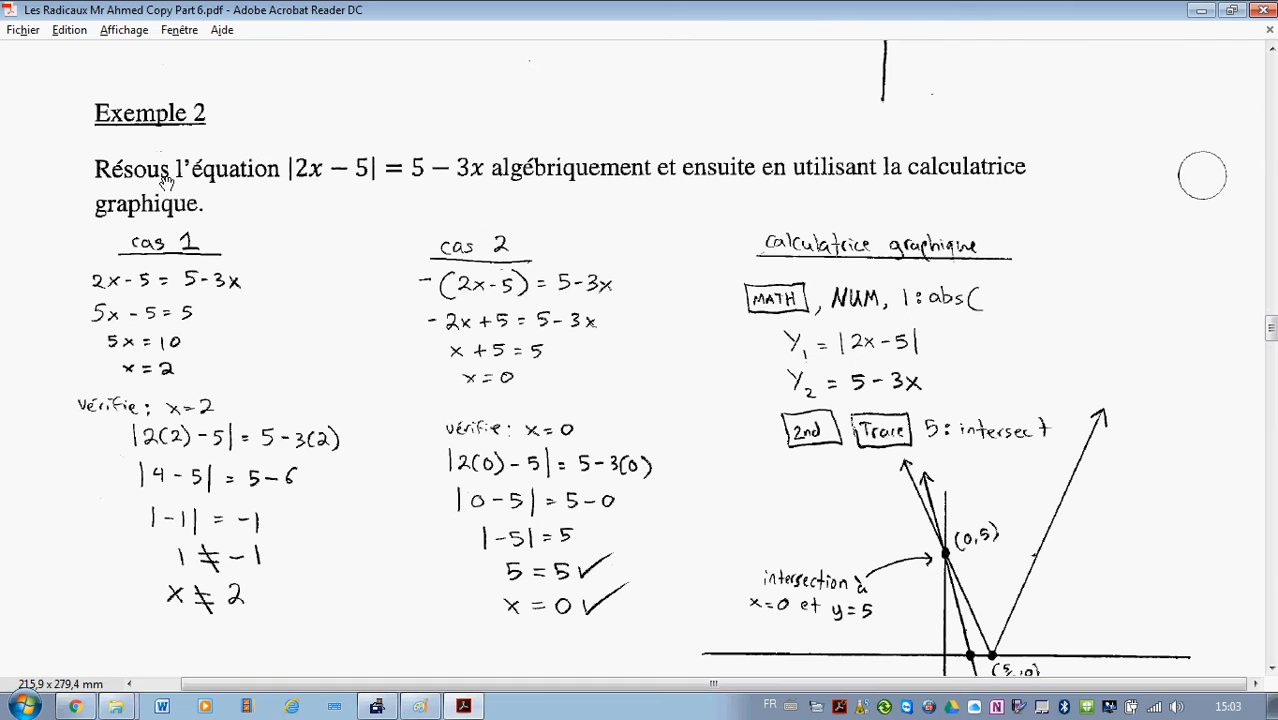 Les Radicaux Mr Ahmed Copy Part 6.pdf - Adobe Acrobat Reader DC
Fichier Edition Affichage Fenêtre Aide
Exemple 2
Résous l'équation |2x − 5| = 5 − 3x algébriquement et ensuite en utilisant la calculatrice
graphique.
cas 1
2x - 5 = 5 - 3x
5x - 5 = 5
5x = 10
x = 2
vérifie: x = 2
|2(2) - 5| = 5 - 3(2)
|4 - 5| = 5 - 6
|-1| = -1
1 ≠ -1
x ≠ 2
cas 2
-(2x - 5) = 5 - 3x
-2x + 5 = 5 - 3x
x + 5 = 5
x = 0
vérifie: x = 0
|2(0) - 5| = 5 - 3(0)
|0 - 5| = 5 - 0
|-5| = 5
5 = 5 ✓
x = 0 ✓
calculatrice graphique
MATH , NUM, 1: abs(
Y₁ = |2x - 5|
Y₂ = 5 - 3x
2nd Trace 5: intersect
(0,5)
intersection à
x = 0 et y = 5
215,9 x 279,4 mm
FR 15:03